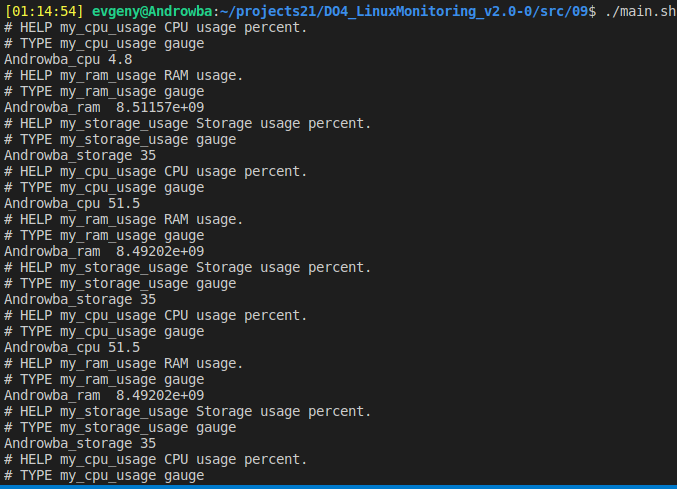 [01:14:54] evgeny@Androwba:~/projects21/DO4_LinuxMonitoring_v2.0-0/src/09$ ./main.sh
# HELP my_cpu_usage CPU usage percent.
# TYPE my_cpu_usage gauge
Androwba_cpu 4.8
# HELP my_ram_usage RAM usage.
# TYPE my_ram_usage gauge
Androwba_ram  8.51157e+09
# HELP my_storage_usage Storage usage percent.
# TYPE my_storage_usage gauge
Androwba_storage 35
# HELP my_cpu_usage CPU usage percent.
# TYPE my_cpu_usage gauge
Androwba_cpu 51.5
# HELP my_ram_usage RAM usage.
# TYPE my_ram_usage gauge
Androwba_ram  8.49202e+09
# HELP my_storage_usage Storage usage percent.
# TYPE my_storage_usage gauge
Androwba_storage 35
# HELP my_cpu_usage CPU usage percent.
# TYPE my_cpu_usage gauge
Androwba_cpu 51.5
# HELP my_ram_usage RAM usage.
# TYPE my_ram_usage gauge
Androwba_ram  8.49202e+09
# HELP my_storage_usage Storage usage percent.
# TYPE my_storage_usage gauge
Androwba_storage 35
# HELP my_cpu_usage CPU usage percent.
# TYPE my_cpu_usage gauge